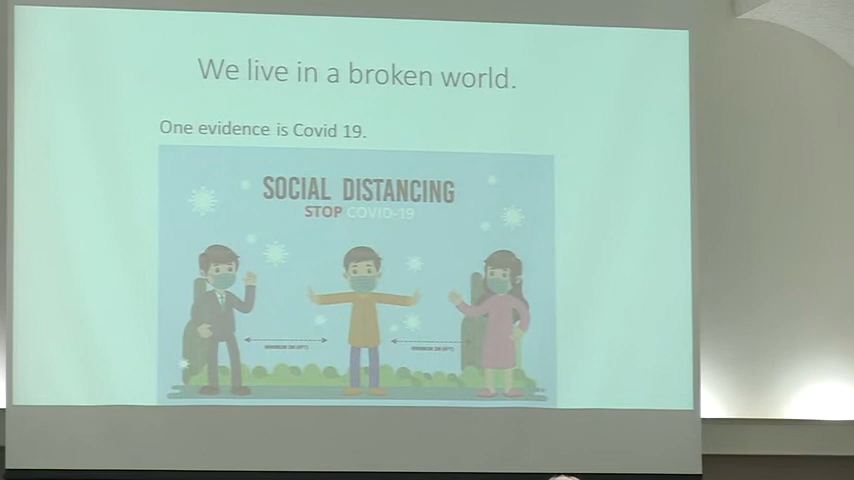 We live in a broken world.
One evidence is Covid 19.
SOCIAL DISTANCING
STOP COVID-19